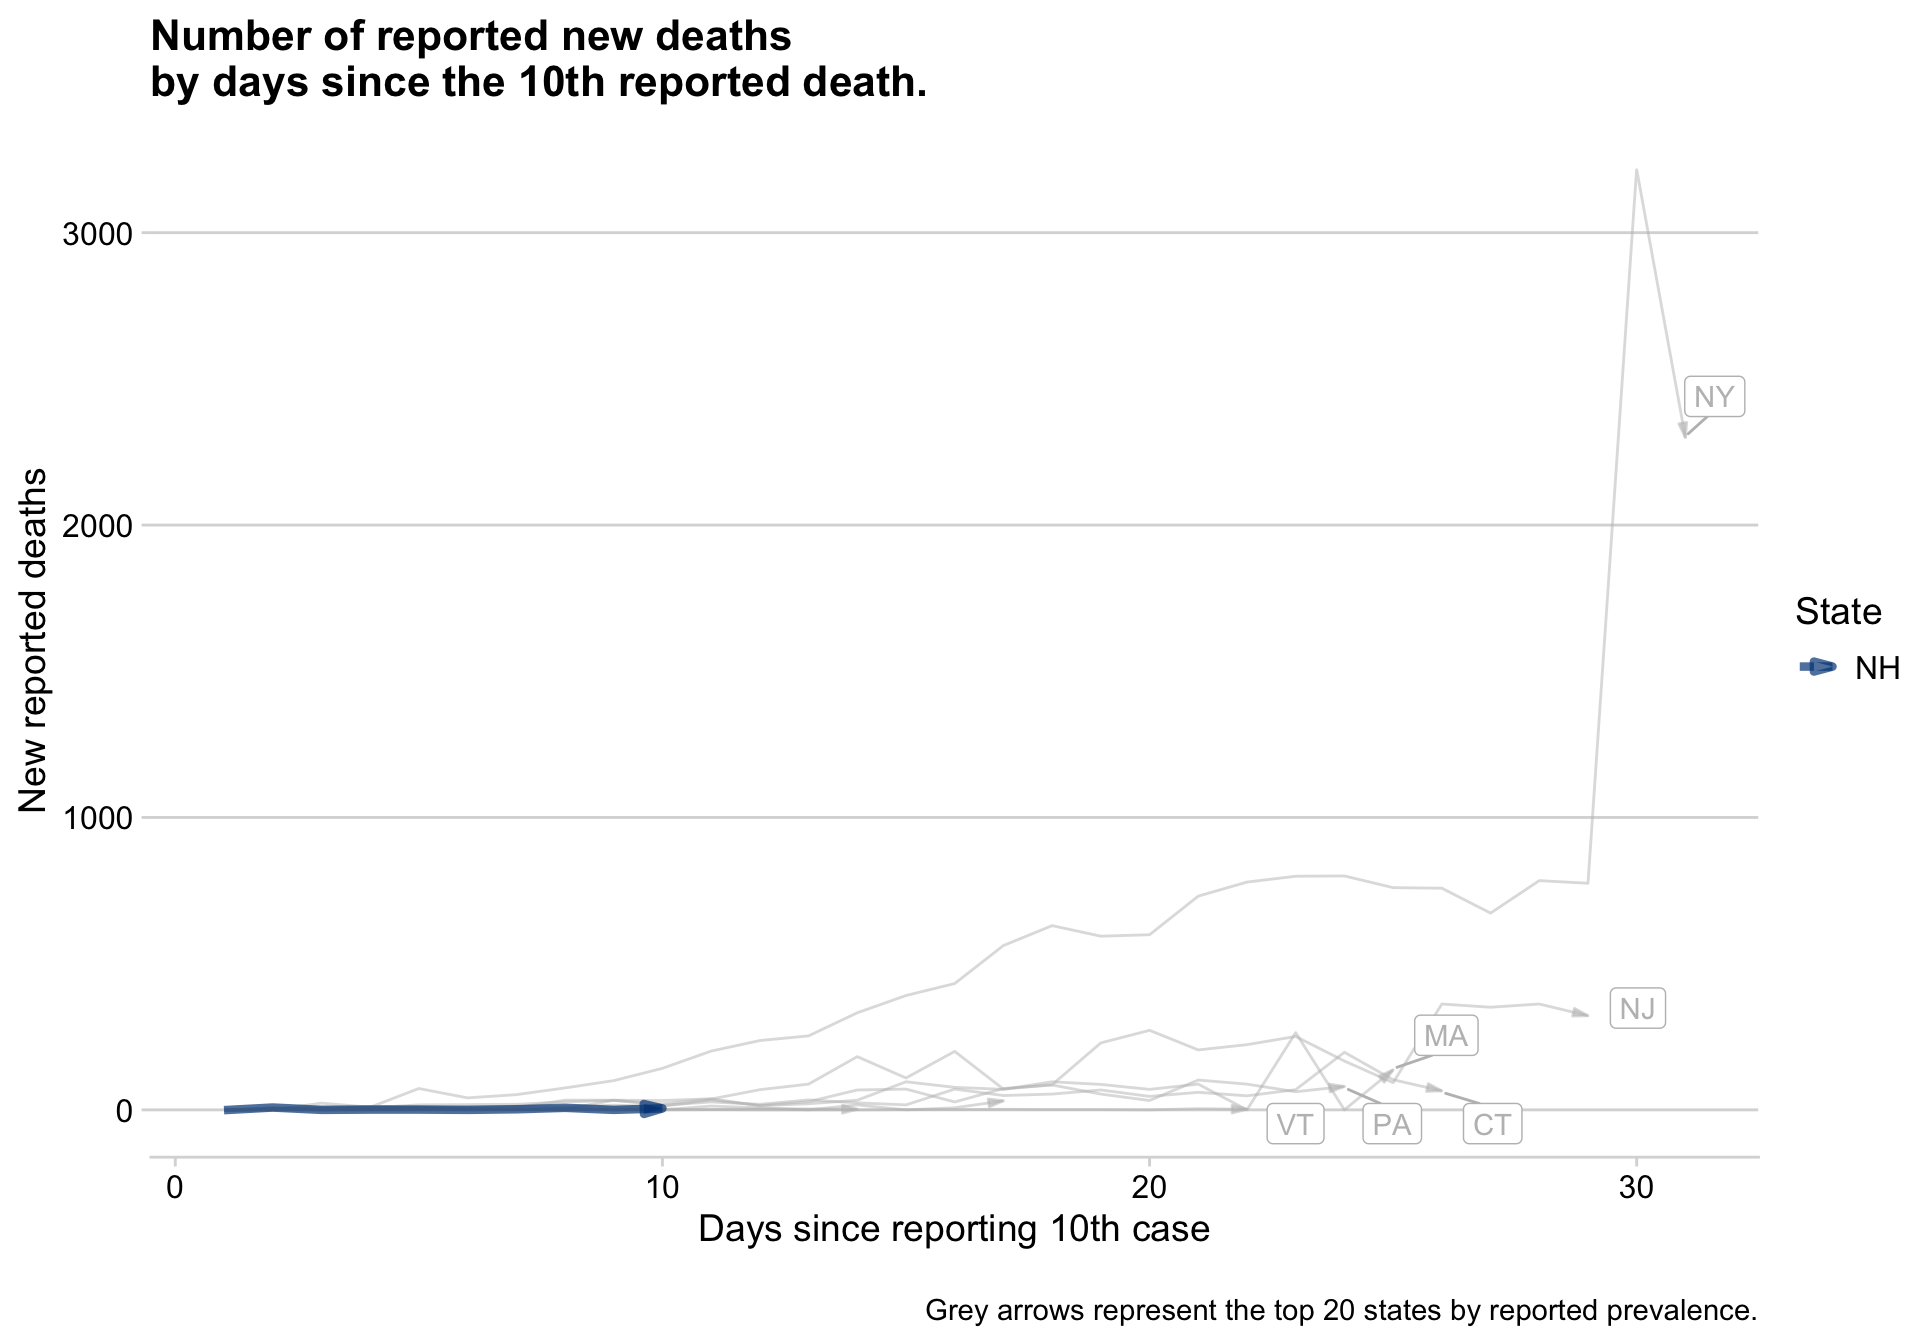 Number of reported new deaths
by days since the 10th reported death.
New reported deaths
3000
2000
1000
0
NY
NJ
MA
VT
PA
CT
0
10
20
30
Days since reporting 10th case
State
NH
Grey arrows represent the top 20 states by reported prevalence.